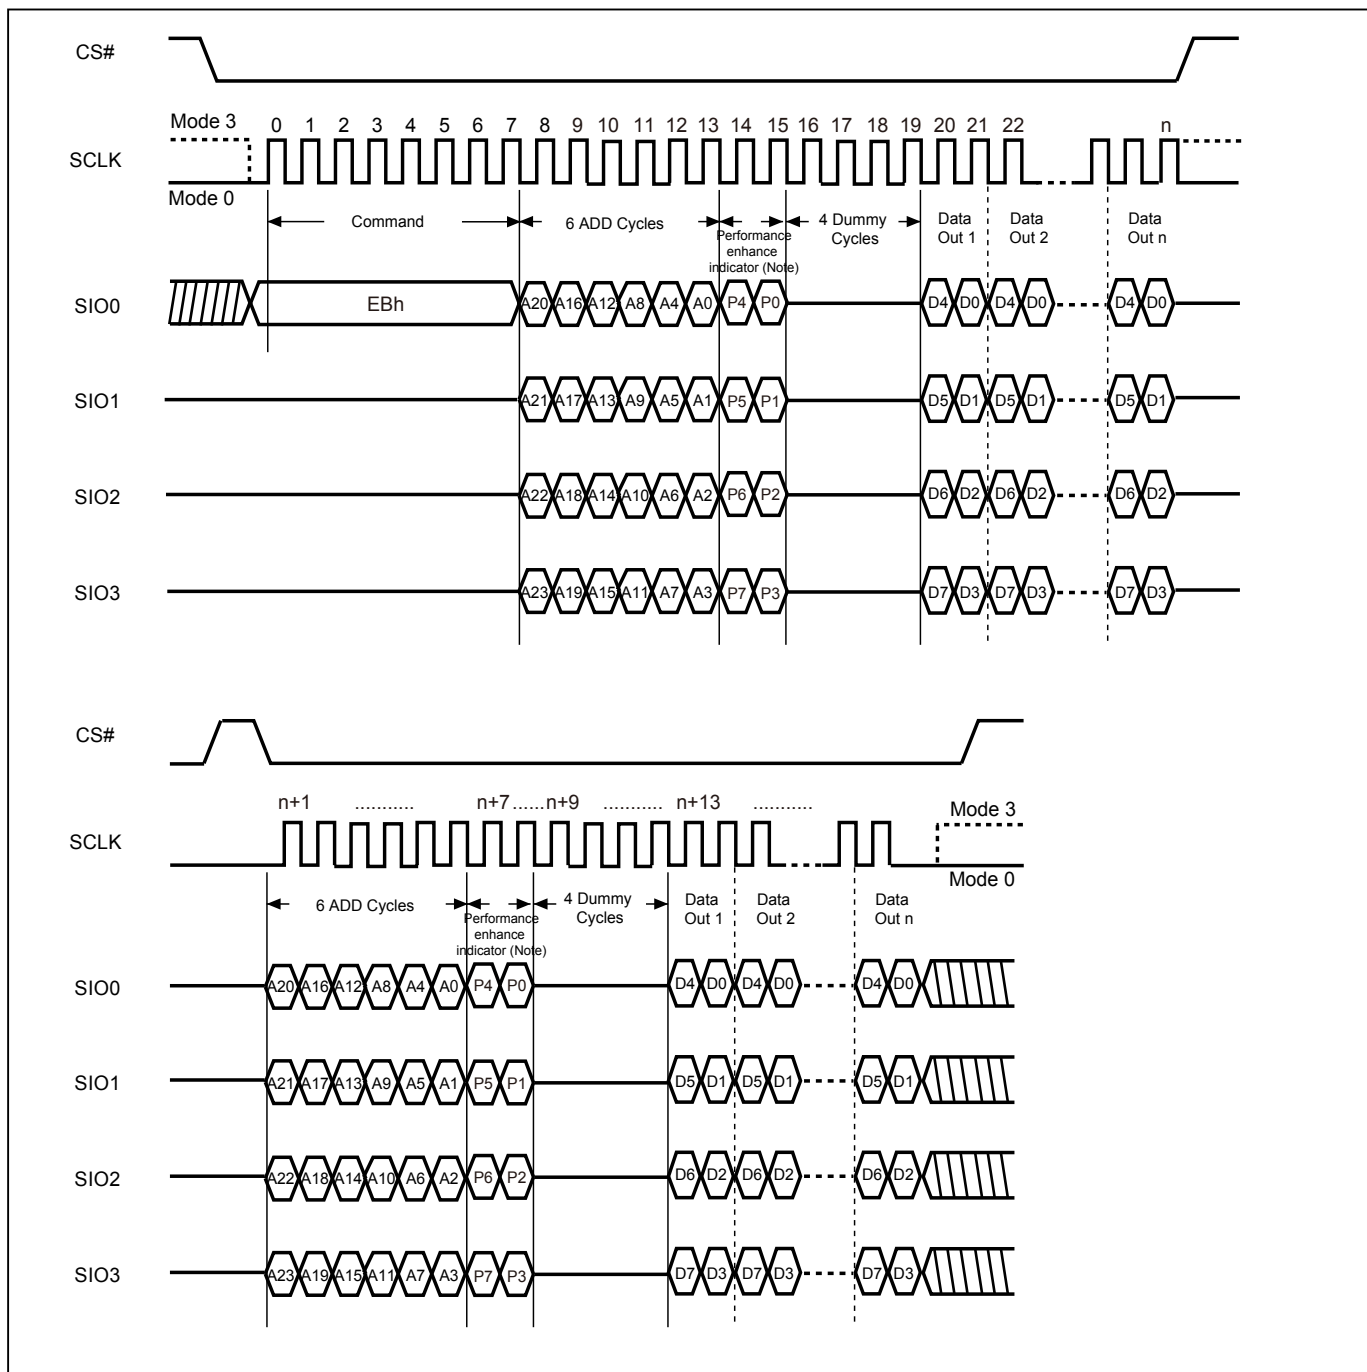 CS#
Mode 3
0 1 2 3 4 5 6 7 8 9 10 11 12 13 14 15 16 17 18 19 20 21 22 n
SCLK
Mode 0
Command
6 ADD Cycles
Performance
enhance
indicator (Note)
4 Dummy
Cycles
Data
Out 1
Data
Out 2
Data
Out n
SIO0 EBh A20 A16 A12 A8 A4 A0 P4 P0 D4 D0 D4 D0 D4 D0
SIO1 A21 A17 A13 A9 A5 A1 P5 P1 D5 D1 D5 D1 D5 D1
SIO2 A22 A18 A14 A10 A6 A2 P6 P2 D6 D2 D6 D2 D6 D2
SIO3 A23 A19 A15 A11 A7 A3 P7 P3 D7 D3 D7 D3 D7 D3
CS#
n+1 ........... n+7 ......n+9 ........... n+13 ...........
SCLK
Mode 3
Mode 0
6 ADD Cycles
Performance
enhance
indicator (Note)
4 Dummy
Cycles
Data
Out 1
Data
Out 2
Data
Out n
SIO0 A20 A16 A12 A8 A4 A0 P4 P0 D4 D0 D4 D0 D4 D0
SIO1 A21 A17 A13 A9 A5 A1 P5 P1 D5 D1 D5 D1 D5 D1
SIO2 A22 A18 A14 A10 A6 A2 P6 P2 D6 D2 D6 D2 D6 D2
SIO3 A23 A19 A15 A11 A7 A3 P7 P3 D7 D3 D7 D3 D7 D3